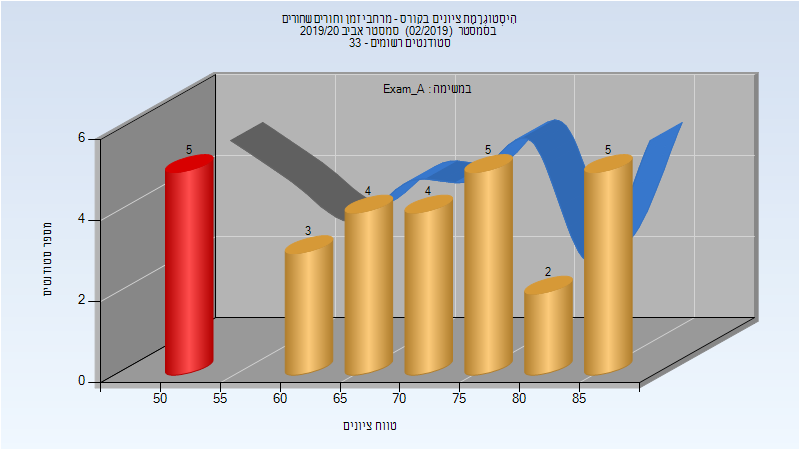 היסטוגרמת ציונים בקורס - מרחבי זמן וחורים שחורים
בסמסטר (02/2019) סמסטר אביב 2019/20
סטודנטים רשומים - 33
במשימה : Exam_A
מספר סטודנטים
6
4
2
0
5
3
4
4
5
2
5
50 55 60 65 70 75 80 85
טווח ציונים